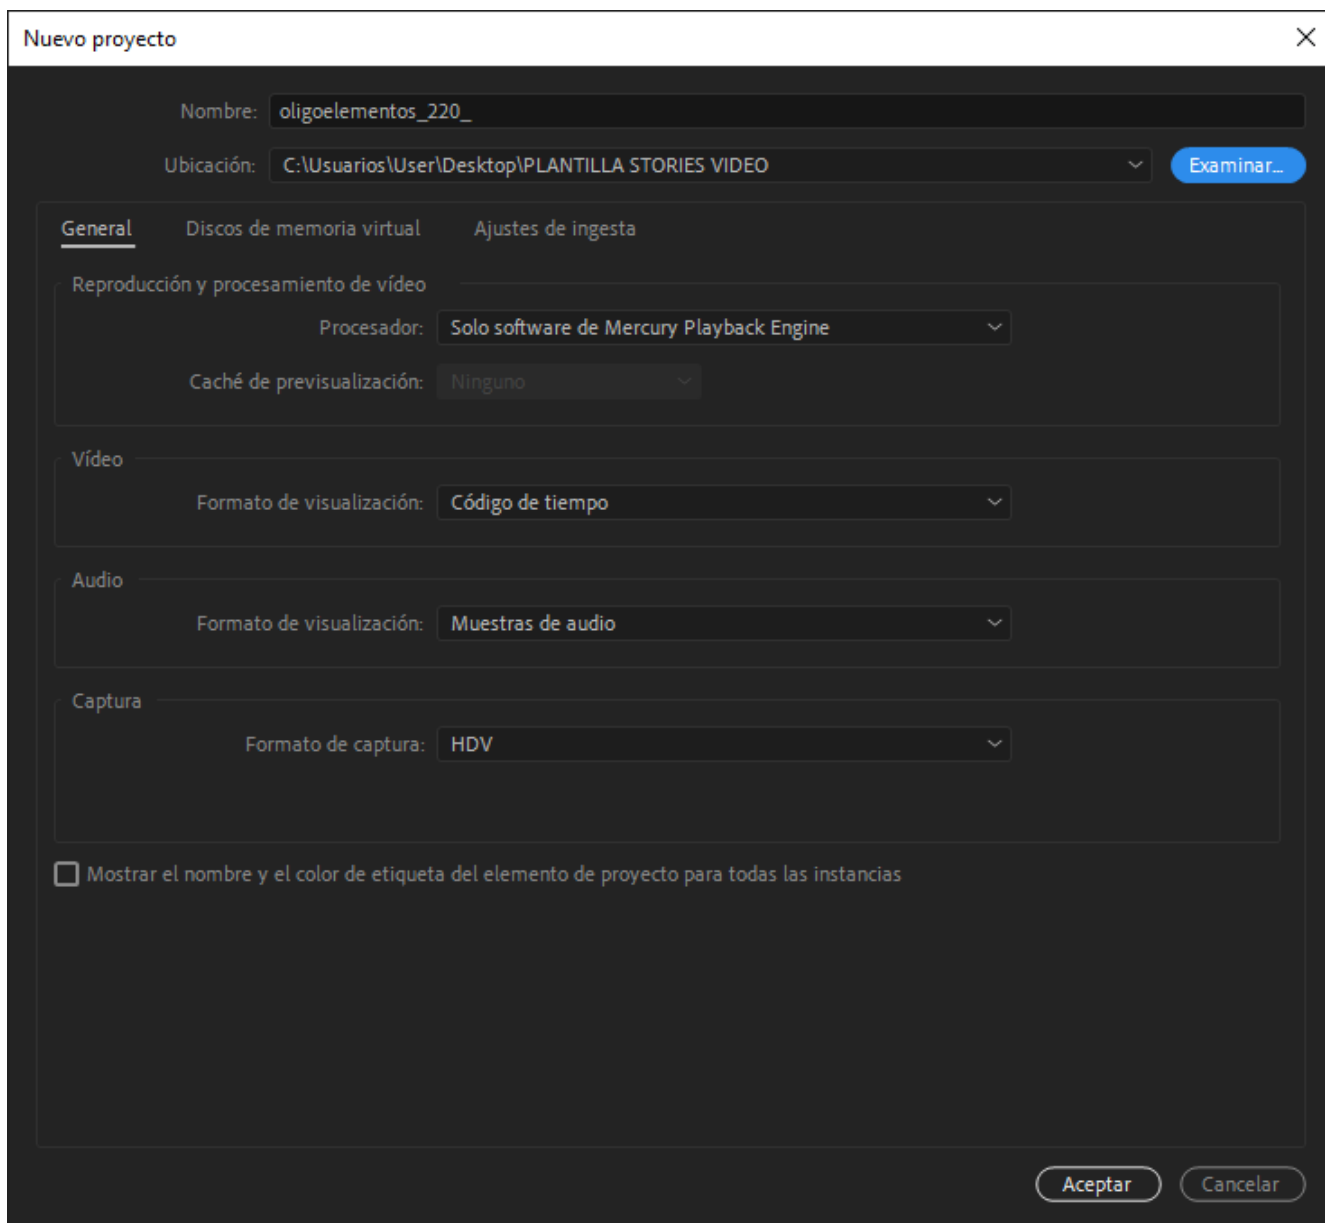 Nuevo proyecto
Nombre: oligoelementos_220_
Ubicación: C:\Usuarios\User\Desktop\PLANTILLA STORIES VIDEO Examinar...
General Discos de memoria virtual Ajustes de ingesta
Reproducción y procesamiento de vídeo
Procesador: Solo software de Mercury Playback Engine
Caché de previsualización: Ninguno
Vídeo
Formato de visualización: Código de tiempo
Audio
Formato de visualización: Muestras de audio
Captura
Formato de captura: HDV
Mostrar el nombre y el color de etiqueta del elemento de proyecto para todas las instancias
Aceptar Cancelar